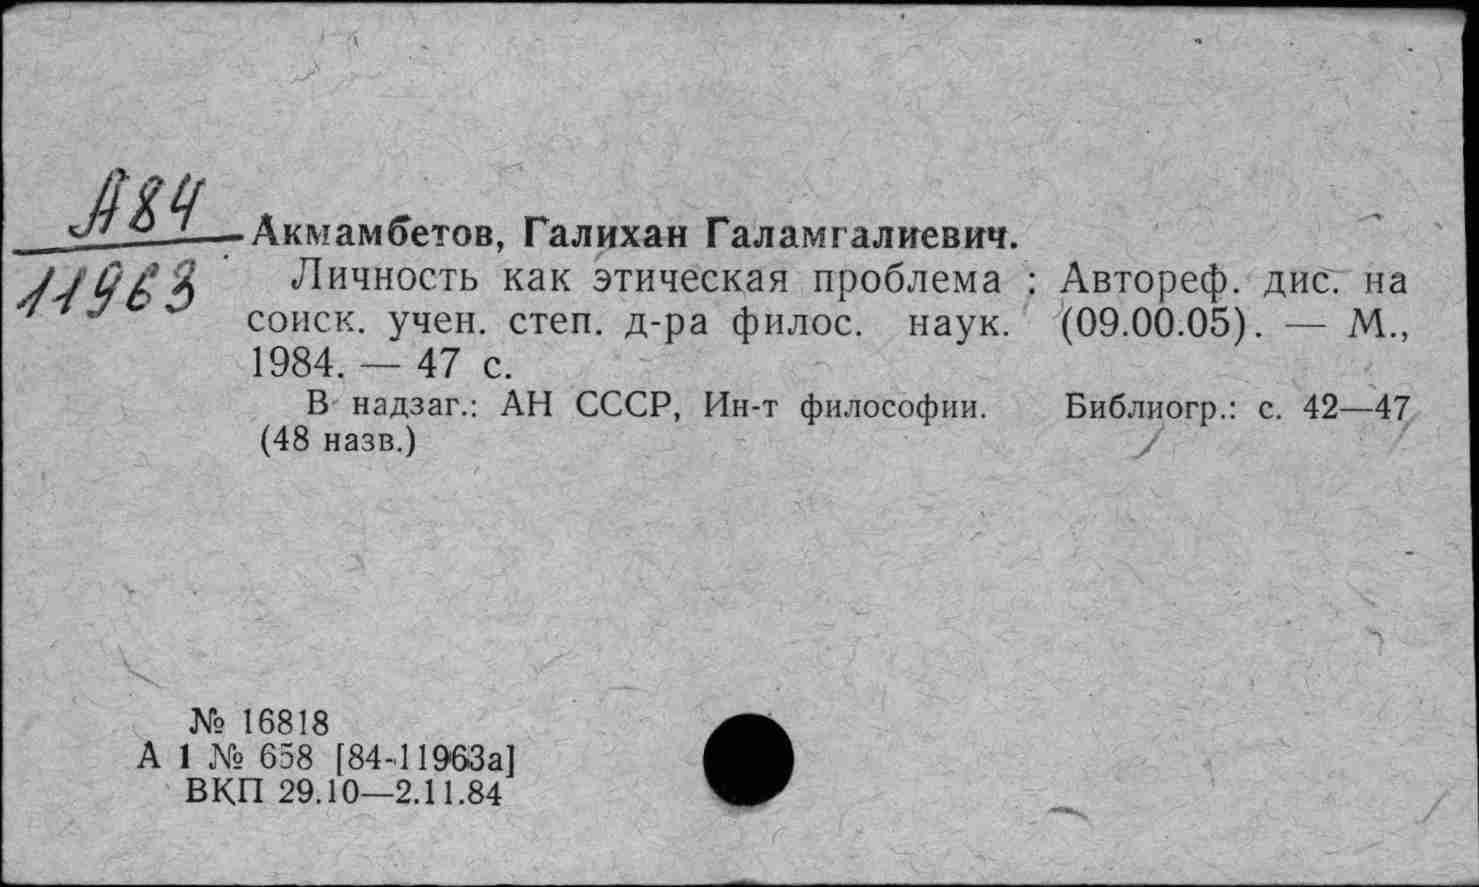 А84
11963
Акмамбетов, Галихан Галамгалиевич.
Личность как этическая проблема : Автореф. дис. на
соиск. учен. степ. д-ра филос. наук. (09.00.05). — М.,
1984. — 47 с.
В надзаг.: АН СССР, Ин-т философии. Библиогр.: с. 42—47
(48 назв.)
№ 16818
А 1 № 658 [84-11963а]
ВКП 29.10—2.11.84